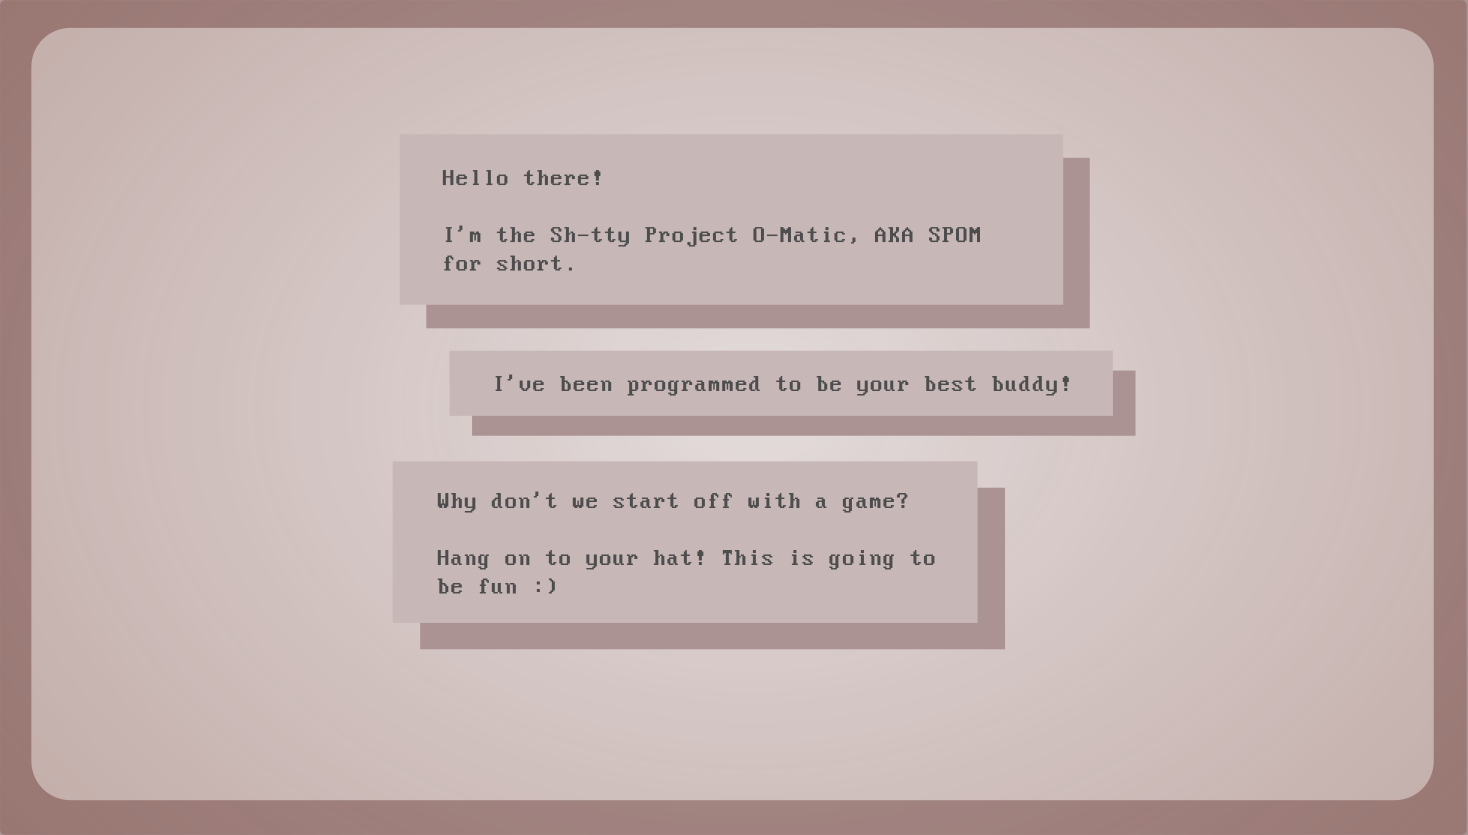 Hello there!
I'm the Sh-tty Project O-Matic, AKA SPOM
for short.
I've been programmed to be your best buddy!
Why don't we start off with a game?
Hang on to your hat! This is going to
be fun :)